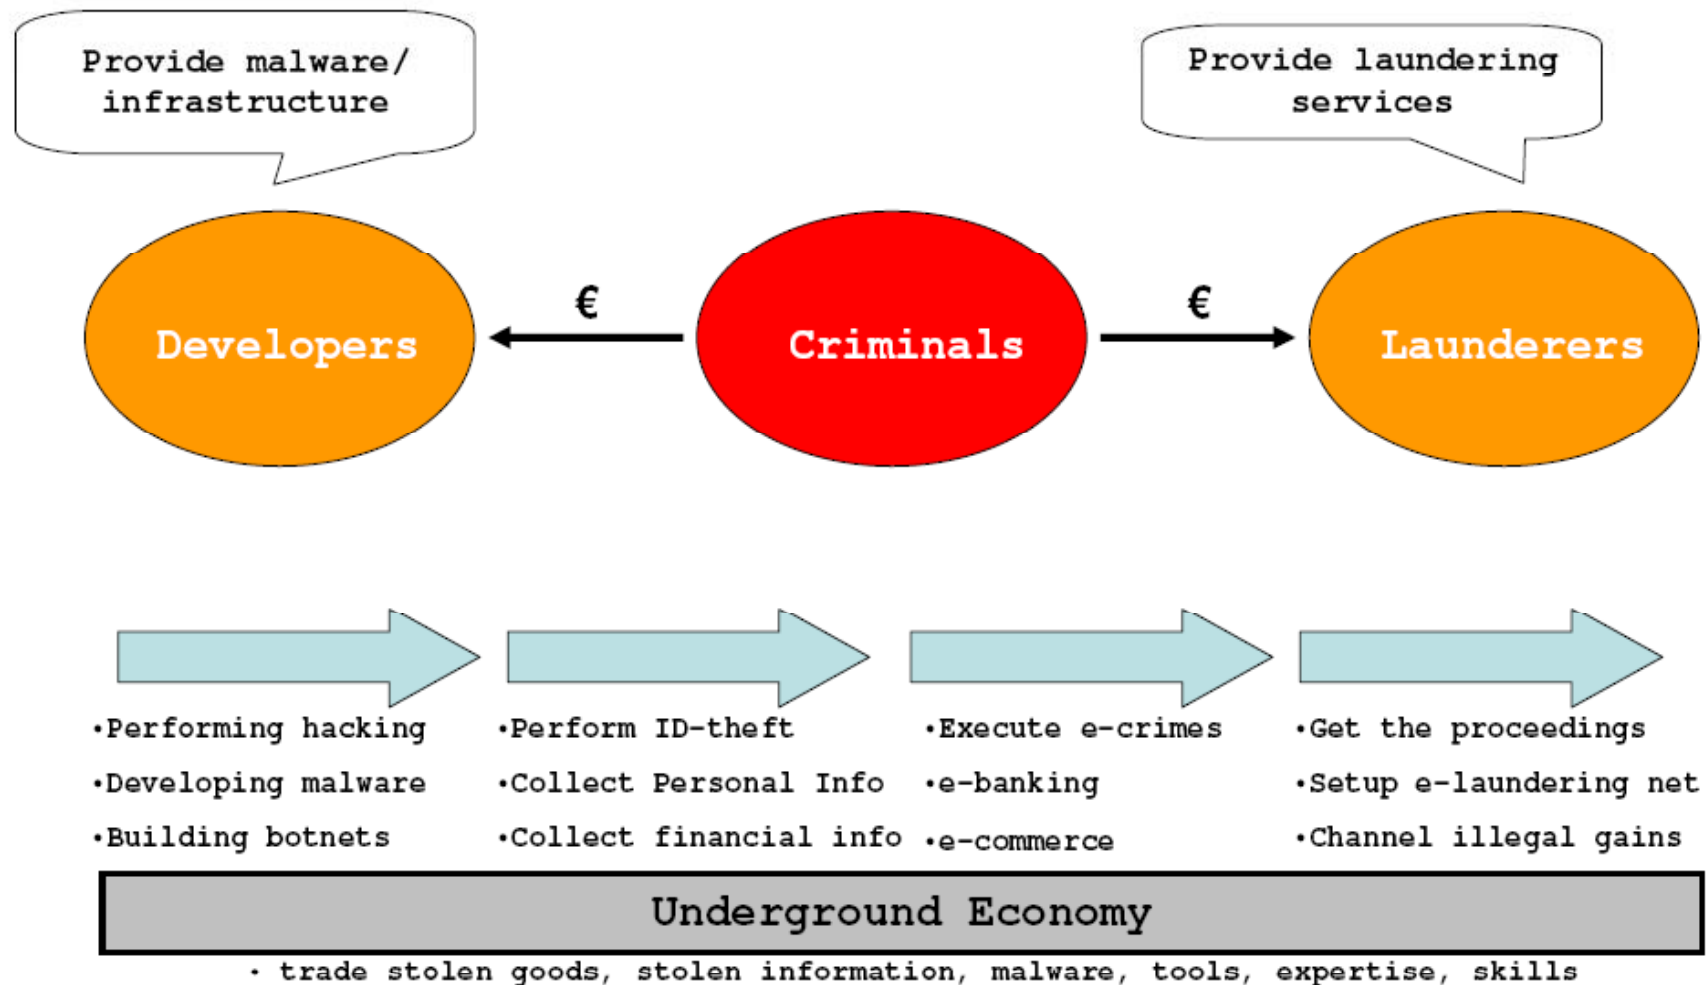 Provide malware/
infrastructure
Provide laundering
services
€
€
Developers
Criminals
Launderers
·Performing hacking
·Developing malware
·Building botnets
·Perform ID-theft
·Collect Personal Info
·Collect financial info
·Execute e-crimes
·e-banking
·e-commerce
·Get the proceedings
·Setup e-laundering net
·Channel illegal gains
Underground Economy
· trade stolen goods, stolen information, malware, tools, expertise, skills